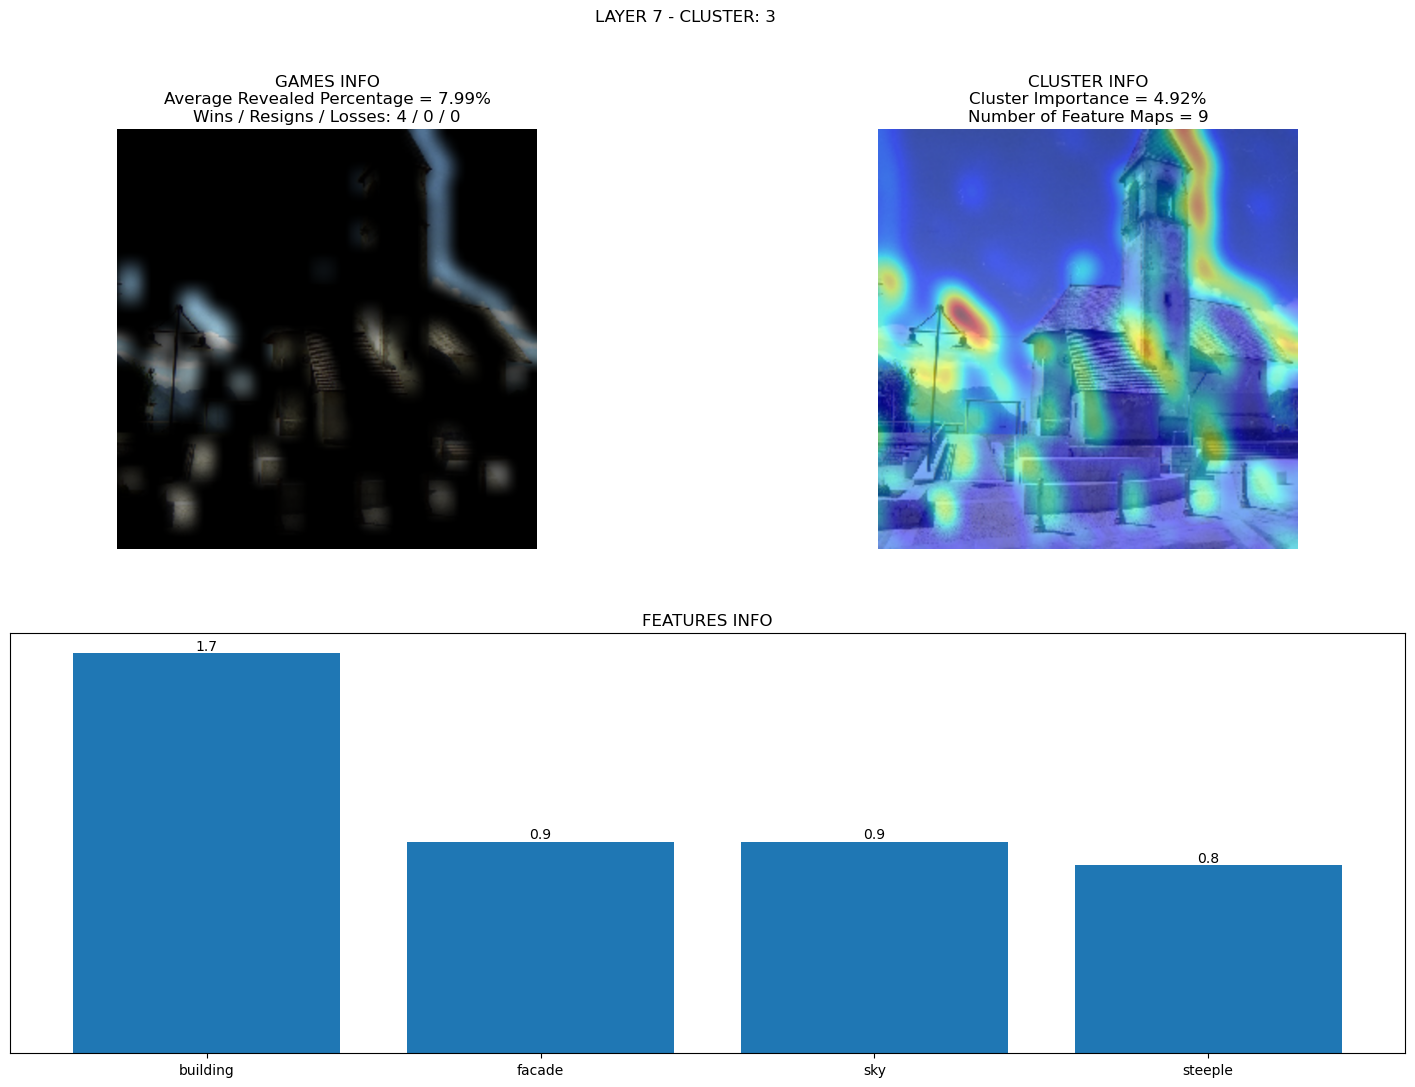 LAYER 7 - CLUSTER: 3
GAMES INFO
Average Revealed Percentage = 7.99%
Wins / Resigns / Losses: 4 / 0 / 0
CLUSTER INFO
Cluster Importance = 4.92%
Number of Feature Maps = 9
FEATURES INFO
1.7
0.9
0.9
0.8
building
facade
sky
steeple